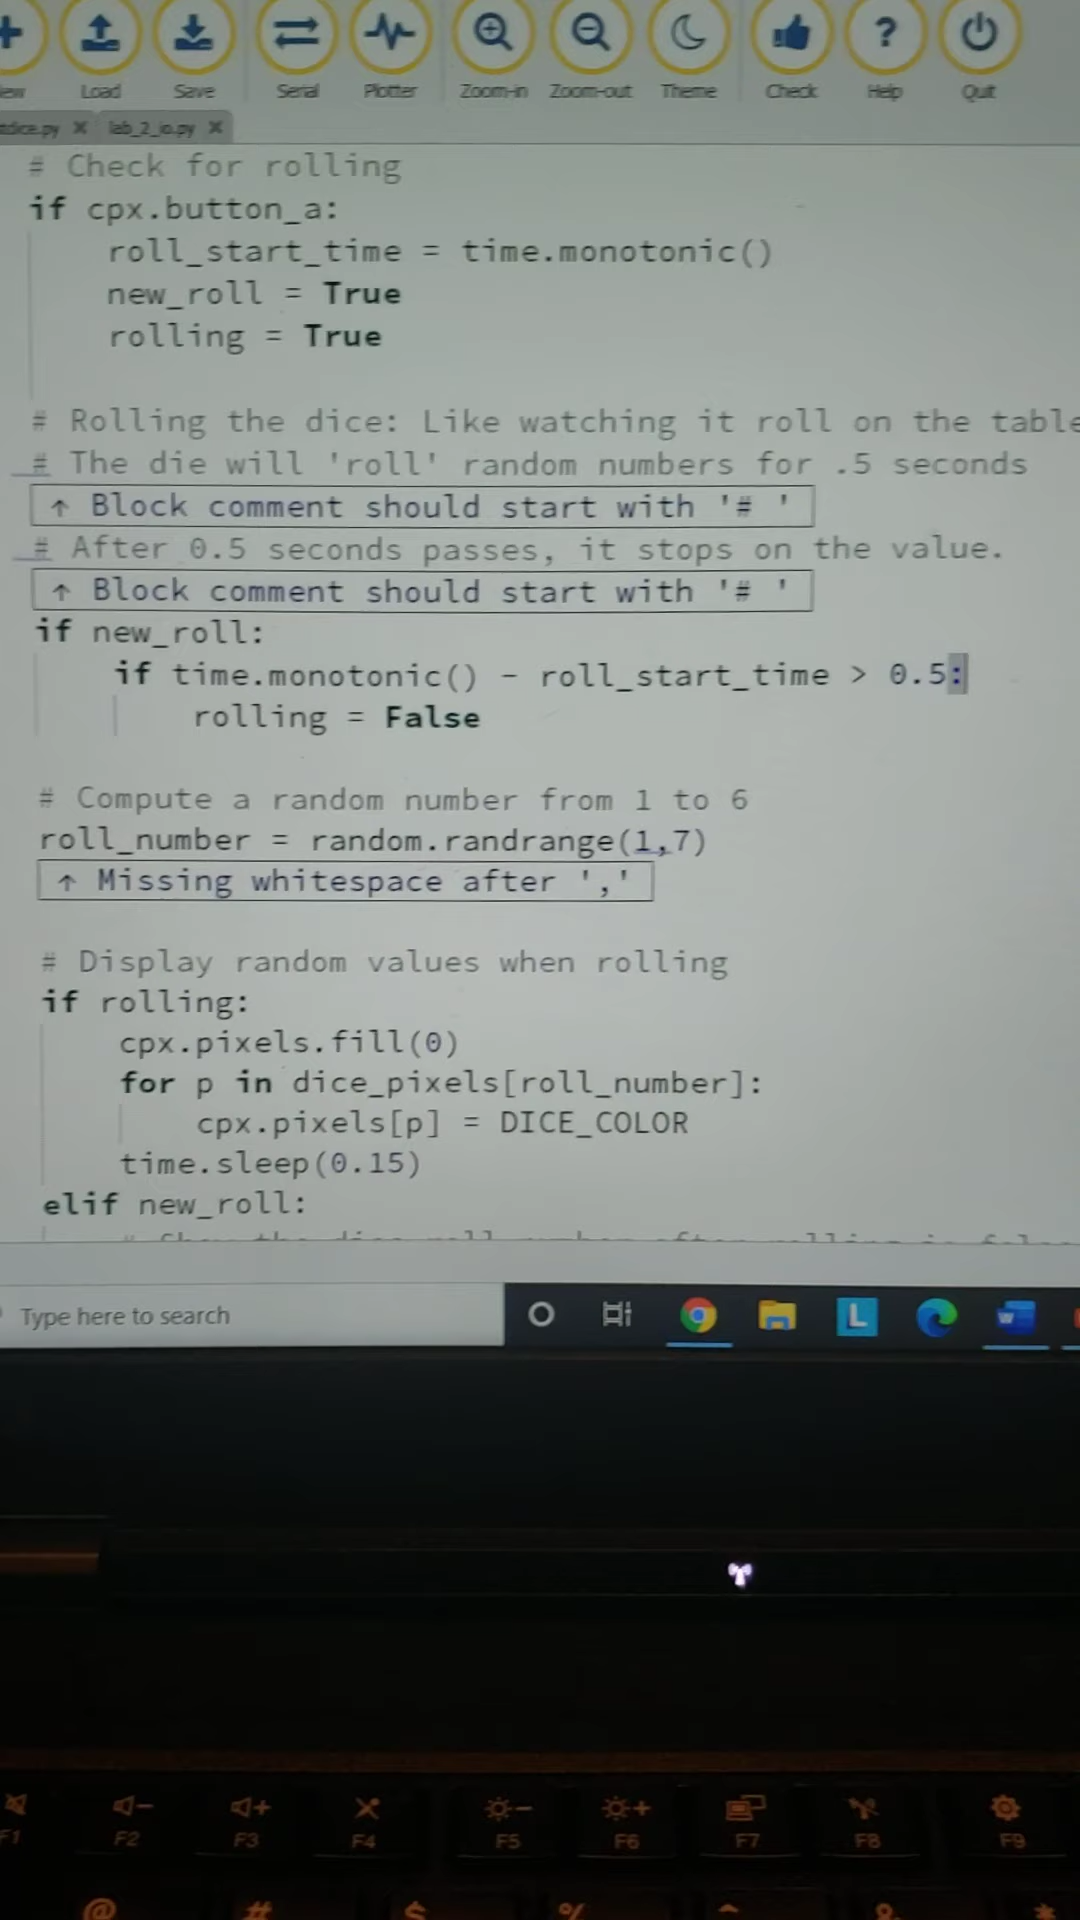 Load Save Serial Plotter Zoom-in Zoom-out Theme Check Help Quit
lab_2_io.py
# Check for rolling
if cpx.button_a:
roll_start_time = time.monotonic()
new_roll = True
rolling = True
# Rolling the dice: Like watching it roll on the table
# The die will 'roll' random numbers for .5 seconds
↑ Block comment should start with '# '
# After 0.5 seconds passes, it stops on the value.
↑ Block comment should start with '# '
if new_roll:
if time.monotonic() - roll_start_time > 0.5:
rolling = False
# Compute a random number from 1 to 6
roll_number = random.randrange(1,7)
↑ Missing whitespace after ','
# Display random values when rolling
if rolling:
cpx.pixels.fill(0)
for p in dice_pixels[roll_number]:
cpx.pixels[p] = DICE_COLOR
time.sleep(0.15)
elif new_roll:
Type here to search
L
W
F1 F2 F3 F4 F5 F6 F7 F8 F9
@ # $ % ^ & *